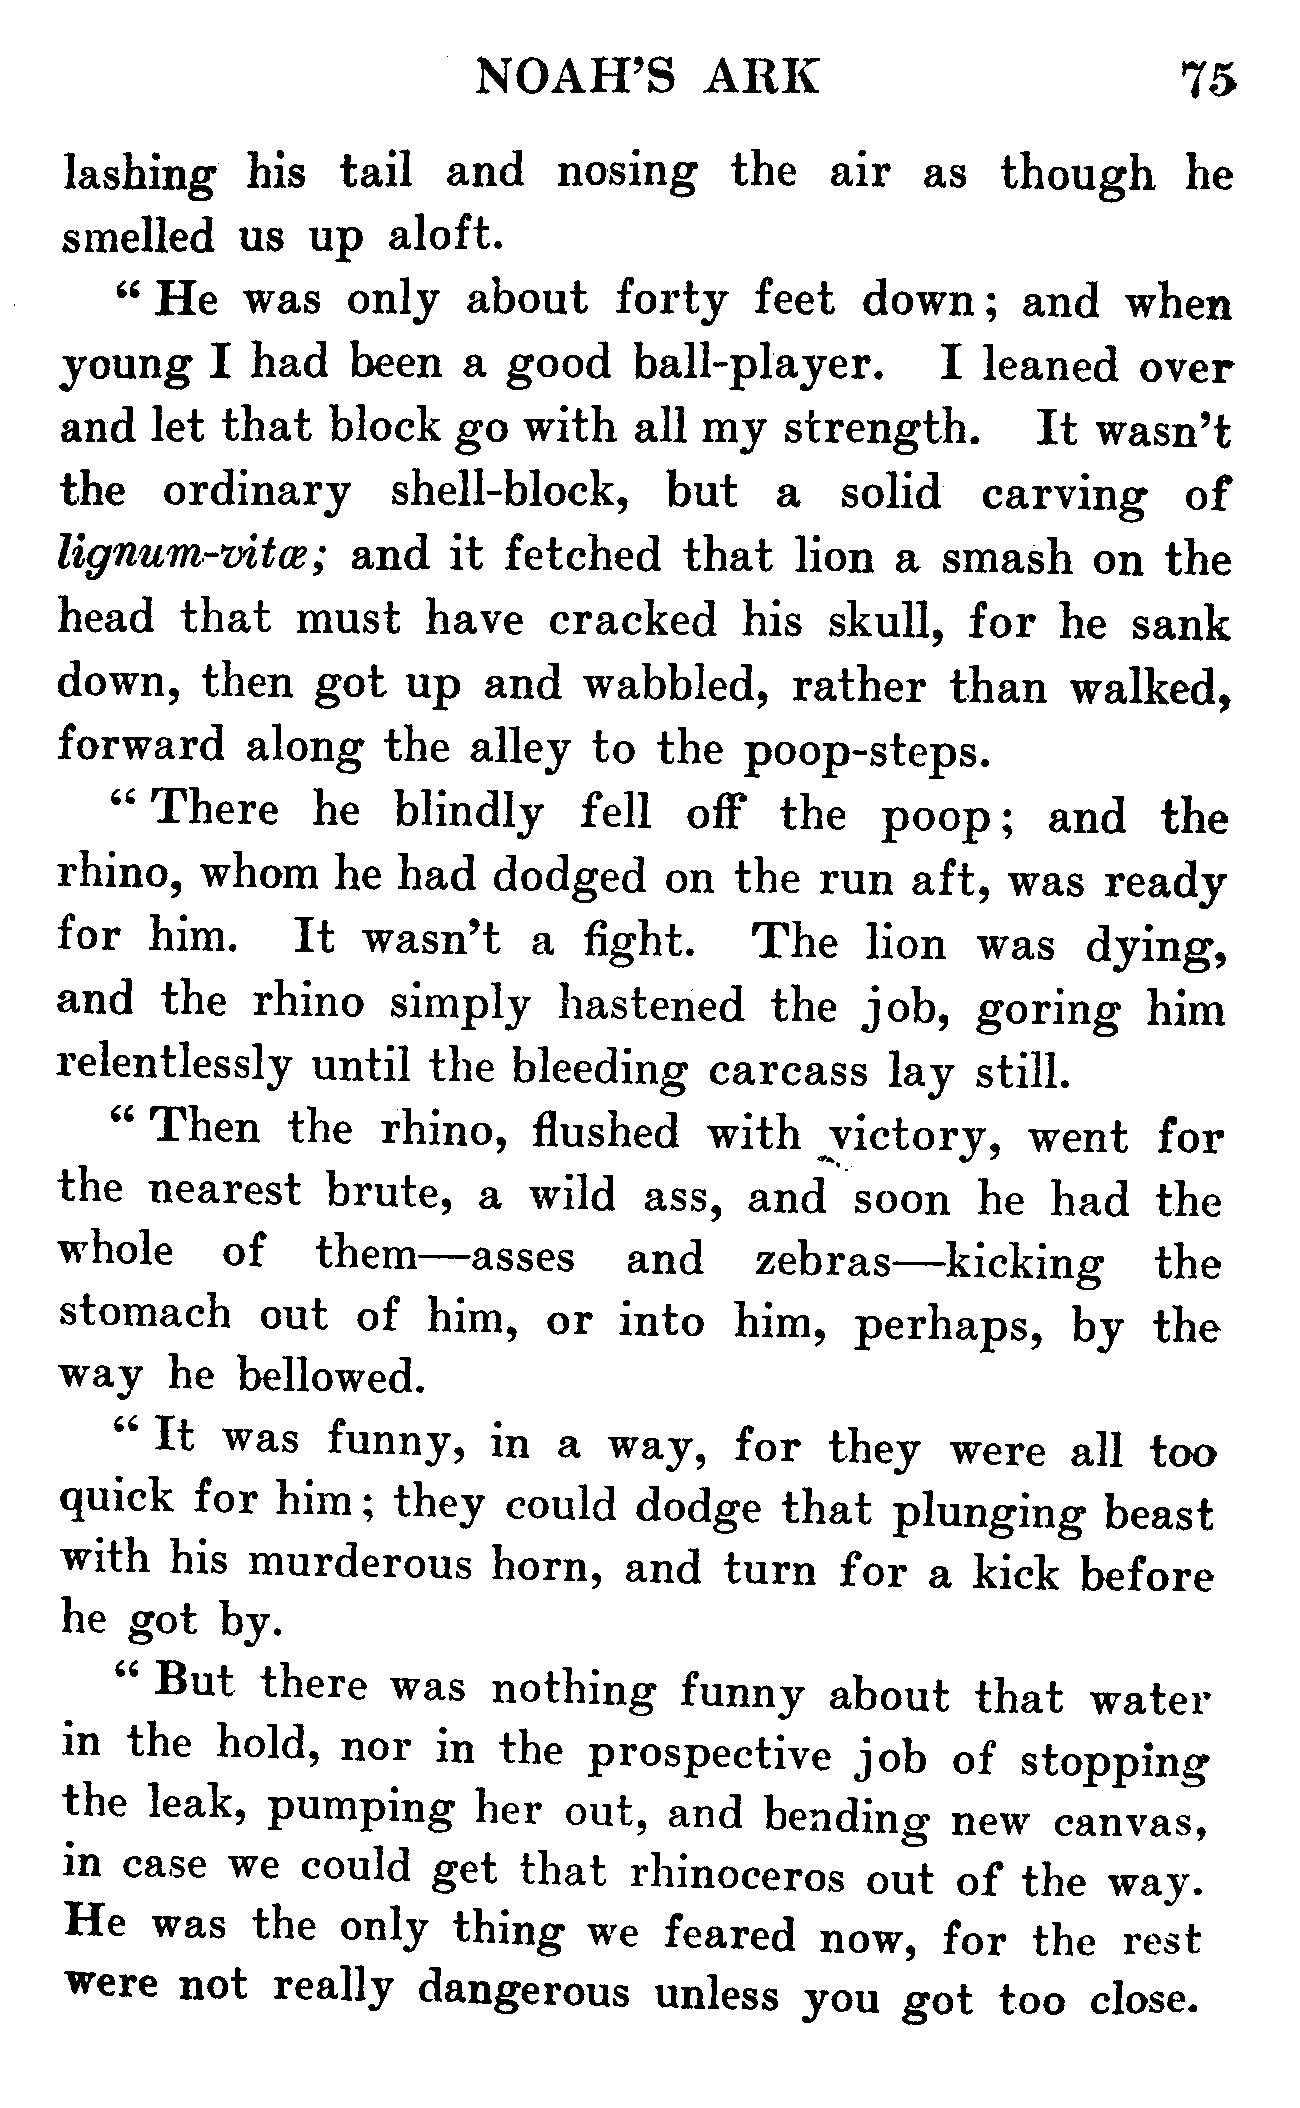 NOAH'S ARK 75
lashing his tail and nosing the air as though he
smelled us up aloft.
“ He was only about forty feet down ; and when
young I had been a good ball-player. I leaned over
and let that block go with all my strength. It wasn't
the ordinary shell-block, but a solid carving of
lignum-vitæ; and it fetched that lion a smash on the
head that must have cracked his skull, for he sank
down, then got up and wabbled, rather than walked,
forward along the alley to the poop-steps.
“ There he blindly fell off the poop ; and the
rhino, whom he had dodged on the run aft, was ready
for him. It wasn't a fight. The lion was dying,
and the rhino simply hastened the job, goring him
relentlessly until the bleeding carcass lay still.
“ Then the rhino, flushed with victory, went for
the nearest brute, a wild ass, and soon he had the
whole of them—asses and zebras—kicking the
stomach out of him, or into him, perhaps, by the
way he bellowed.
“ It was funny, in a way, for they were all too
quick for him ; they could dodge that plunging beast
with his murderous horn, and turn for a kick before
he got by.
“ But there was nothing funny about that water
in the hold, nor in the prospective job of stopping
the leak, pumping her out, and bending new canvas,
in case we could get that rhinoceros out of the way.
He was the only thing we feared now, for the rest
were not really dangerous unless you got too close.